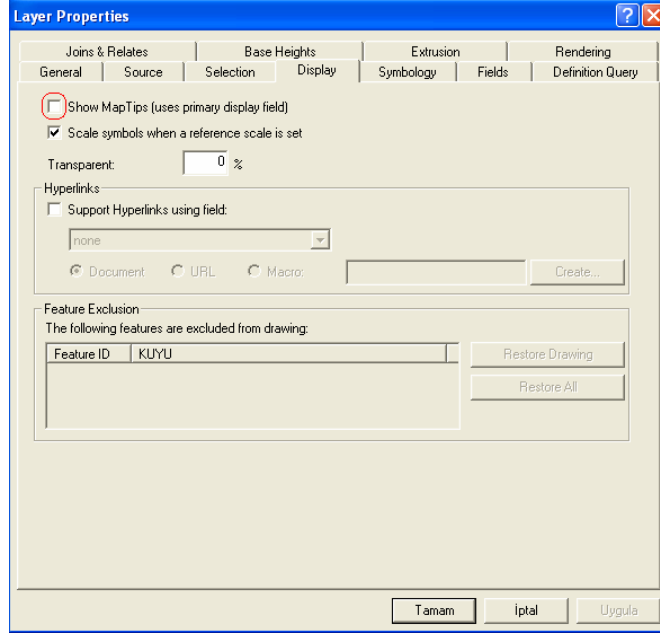 Layer Properties
Joins & Relates Base Heights Extrusion Rendering
General Source Selection Display Symbology Fields Definition Query
Show MapTips (uses primary display field)
Scale symbols when a reference scale is set
Transparent: 0 %
Hyperlinks
Support Hyperlinks using field:
none
Document URL Macro: Create...
Feature Exclusion
The following features are excluded from drawing:
Feature ID KUYU
Restore Drawing
Restore All
Tamam İptal Uygula